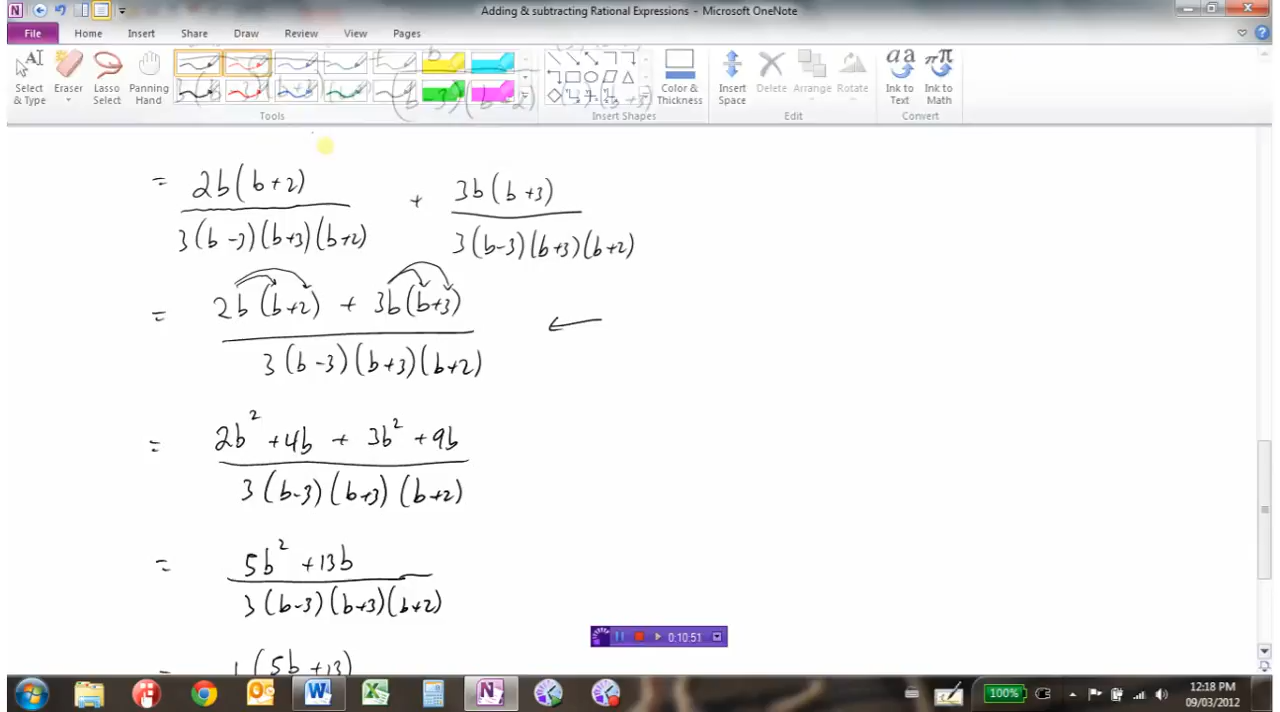 Adding & subtracting Rational Expressions - Microsoft OneNote
File Home Insert Share Draw Review View Pages
Select & Type Eraser Lasso Select Panning Hand Color & Thickness Insert Space Delete Arrange Rotate Ink to Text Ink to Math
Tools Insert Shapes Edit Convert
= 2b(b+2) + 3b(b+3)
3(b-3)(b+3)(b+2) 3(b-3)(b+3)(b+2)
= 2b(b+2) + 3b(b+3)
3(b-3)(b+3)(b+2)
= 2b² +4b + 3b² +9b
3(b-3)(b+3)(b+2)
= 5b² +13b
3(b-3)(b+3)(b+2)
0:10:51
= (5b+13)
100% 12:18 PM
09/03/2012